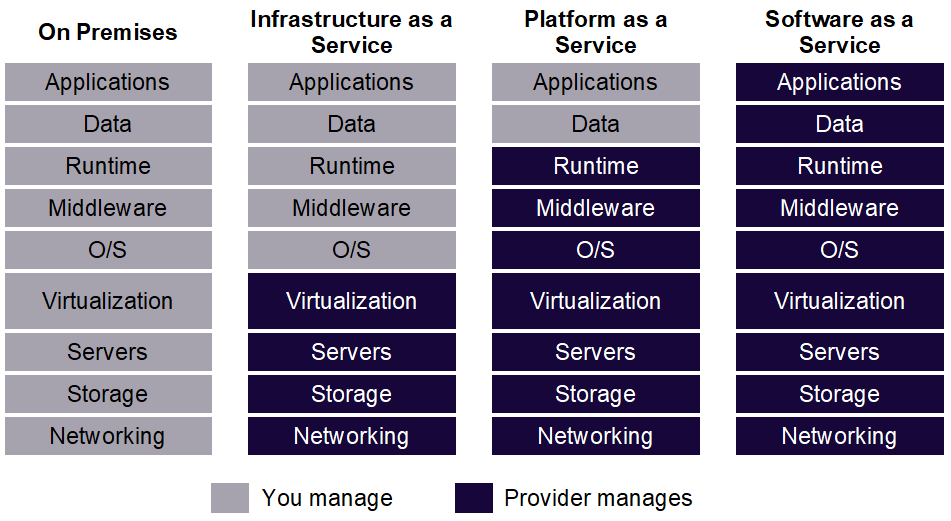 On Premises
Infrastructure as a
Service
Platform as a
Service
Software as a
Service
Applications
Applications
Applications
Applications
Data
Data
Data
Data
Runtime
Runtime
Runtime
Runtime
Middleware
Middleware
Middleware
Middleware
O/S
O/S
O/S
O/S
Virtualization
Virtualization
Virtualization
Virtualization
Servers
Servers
Servers
Servers
Storage
Storage
Storage
Storage
Networking
Networking
Networking
Networking
You manage
Provider manages